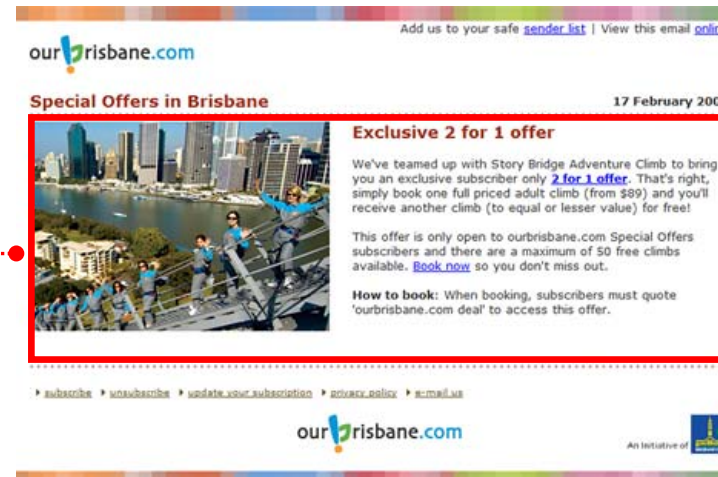 Add us to your safe sender list | View this email
ourbrisbane.com
Special Offers in Brisbane
17 February
Exclusive 2 for 1 offer
We've teamed up with Story Bridge Adventure Climb to bring
you an exclusive subscriber only 2 for 1 offer. That's right,
simply book one full priced adult climb (from $89) and you'll
receive another climb (to equal or lesser value) for free!
This offer is only open to ourbrisbane.com Special Offers
subscribers and there are a maximum of 50 free climbs
available. Book now so you don't miss out.
How to book: When booking, subscribers must quote
'ourbrisbane.com deal' to access this offer.
subscribe unsubscribe update your subscription privacy policy e-mail us
ourbrisbane.com
An Initiative of